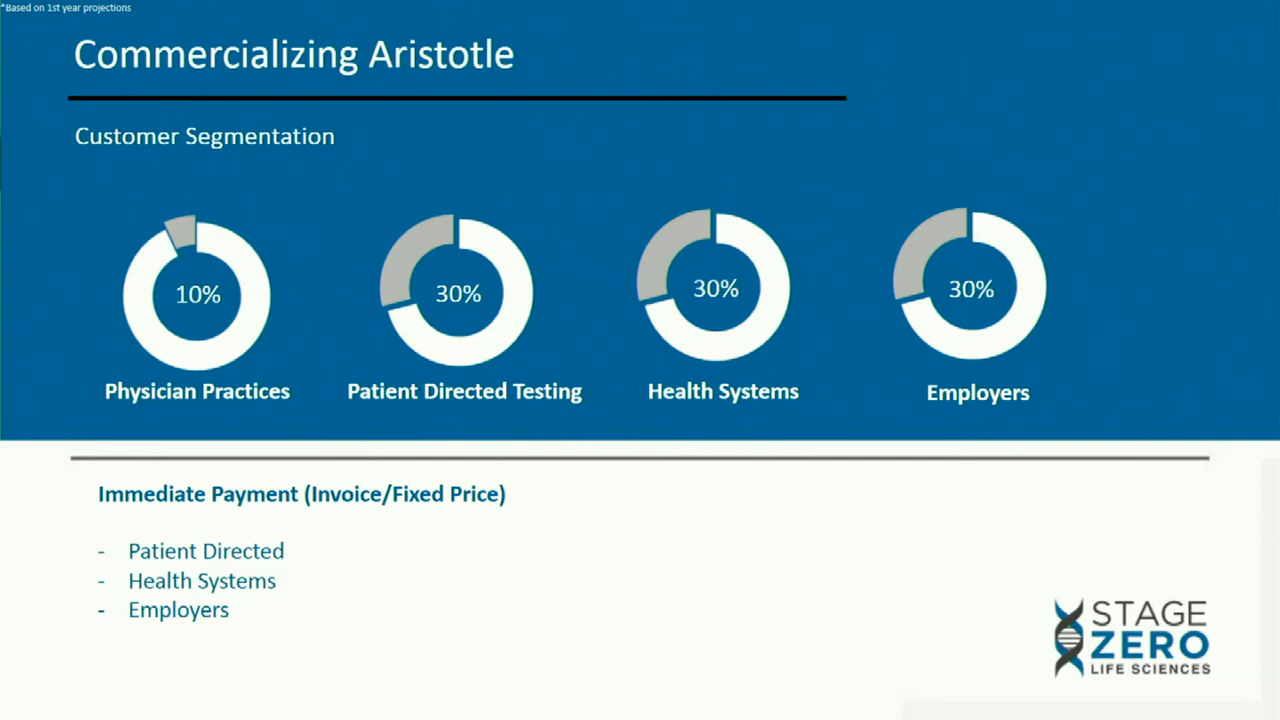 *Based on 1st year projections
Commercializing Aristotle
Customer Segmentation
10%
30%
30%
30%
Physician Practices
Patient Directed Testing
Health Systems
Employers
Immediate Payment (Invoice/Fixed Price)
- Patient Directed
- Health Systems
- Employers
STAGE
ZERO
LIFE SCIENCES